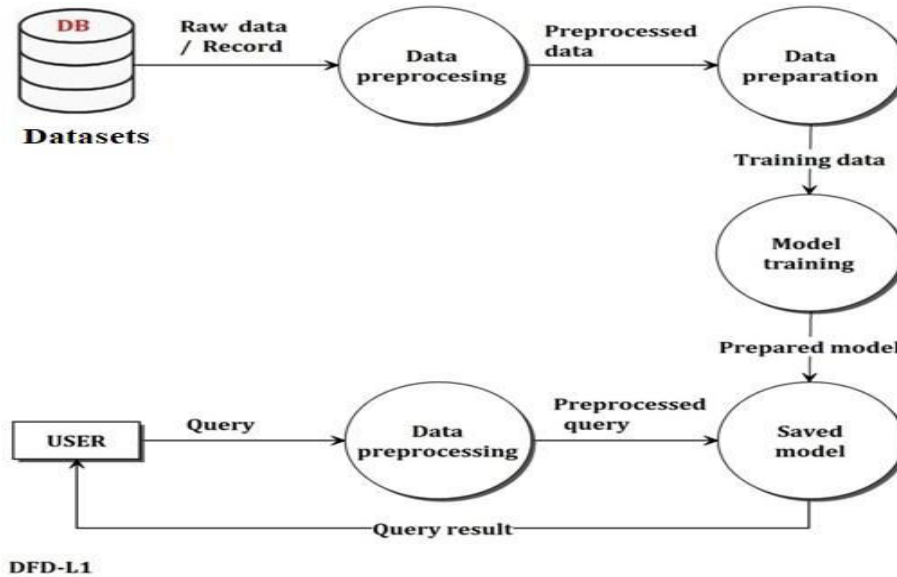 DB
Datasets
Raw data
/ Record
Data
preprocesing
Preprocessed
data
Data
preparation
Training data
Model
training
Prepared model
USER
Query
Data
preprocessing
Preprocessed
query
Saved
model
Query result
DFD-L1